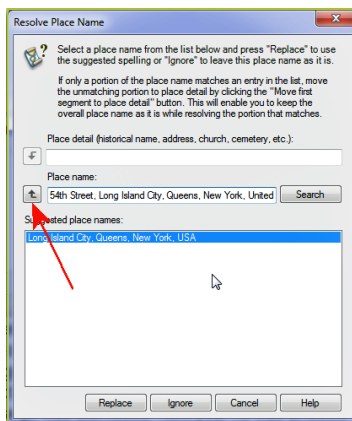 Resolve Place Name
Select a place name from the list below and press "Replace" to use
the suggested spelling or "Ignore" to leave this place name as it is.
If only a portion of the place name matches an entry in the list, move
the unmatching portion to place detail by clicking the "Move first
segment to place detail" button. This will enable you to keep the
overall place name as it is while resolving the portion that matches.
Place detail (historical name, address, church, cemetery, etc.):
Place name:
54th Street, Long Island City, Queens, New York, United
Search
Suggested place names:
Long Island City, Queens, New York, USA
Replace
Ignore
Cancel
Help